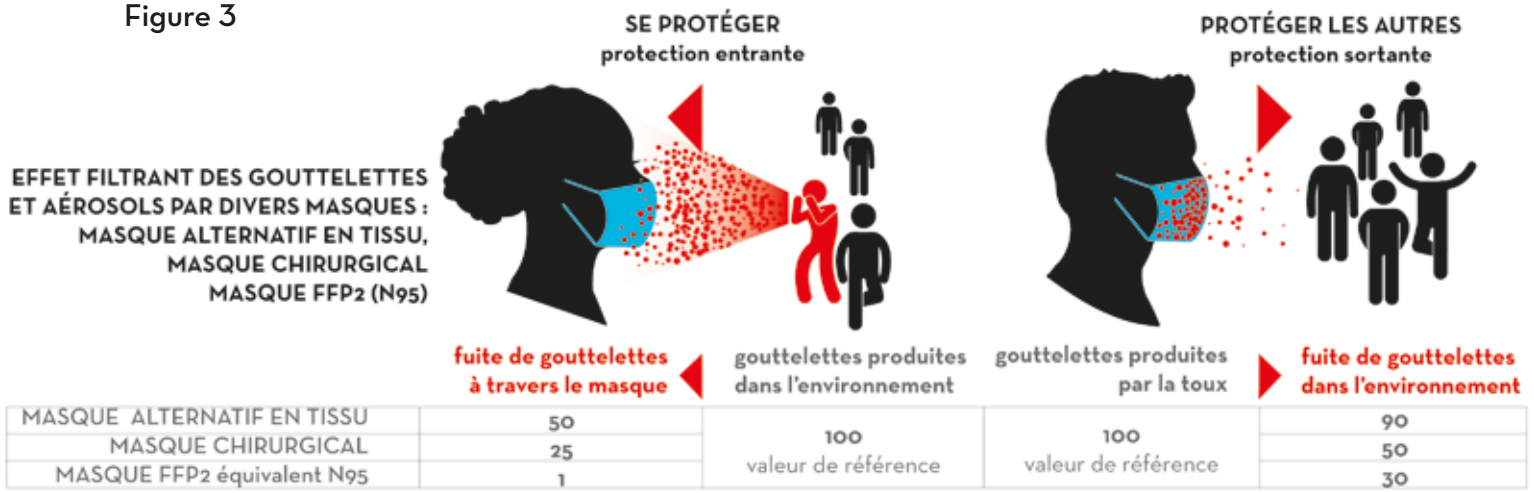 Figure 3
SE PROTÉGER
protection entrante
PROTÉGER LES AUTRES
protection sortante
EFFET FILTRANT DES GOUTTELETTES
ET AÉROSOLS PAR DIVERS MASQUES :
MASQUE ALTERNATIF EN TISSU,
MASQUE CHIRURGICAL
MASQUE FFP2 (N95)
fuite de gouttelettes
à travers le masque
gouttelettes produites
dans l'environnement
gouttelettes produites
par la toux
fuite de gouttelettes
dans l'environnement
MASQUE ALTERNATIF EN TISSU
50
90
MASQUE CHIRURGICAL
25
100
valeur de référence
100
valeur de référence
50
MASQUE FFP2 équivalent N95
1
30